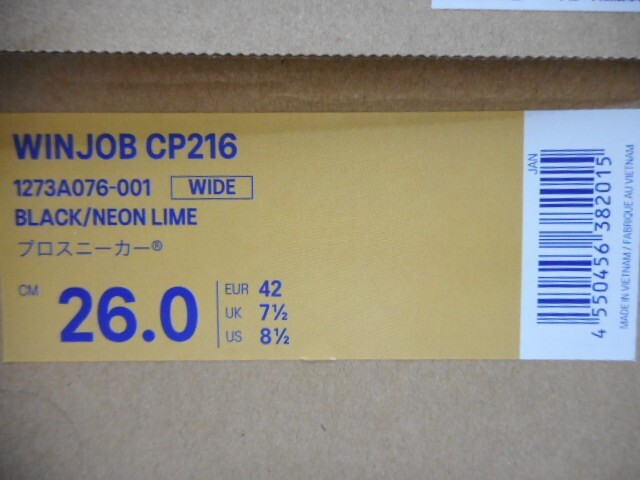 WINJOB CP216
1273A076-001 WIDE
BLACK/NEON LIME
プロスニーカー®
CM 26.0
EUR 42
UK 7½
US 8½
JAN
4 550456 382015
MADE IN VIETNAM / FABRIQUE AU VIETNAM